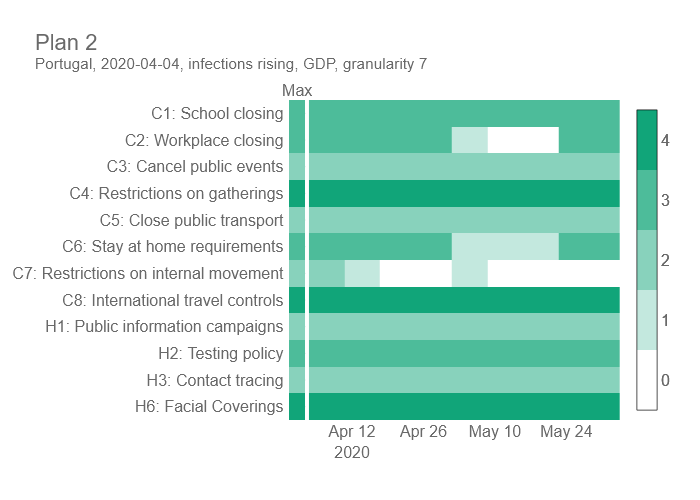 Plan 2
Portugal, 2020-04-04, infections rising, GDP, granularity 7
Max
C1: School closing
C2: Workplace closing
C3: Cancel public events
C4: Restrictions on gatherings
C5: Close public transport
C6: Stay at home requirements
C7: Restrictions on internal movement
C8: International travel controls
H1: Public information campaigns
H2: Testing policy
H3: Contact tracing
H6: Facial Coverings
Apr 12 Apr 26 May 10 May 24
2020
4
3
2
1
0